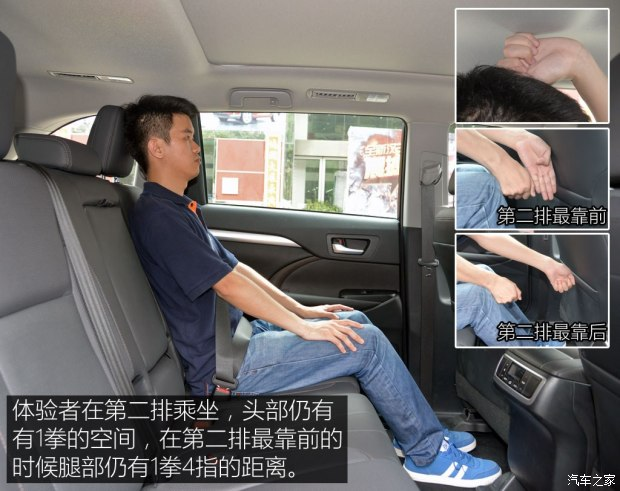 第二排最靠前
第二排最靠后
体验者在第二排乘坐，头部仍有
有1拳的空间，在第二排最靠前的
时候腿部仍有1拳4指的距离。
汽车之家